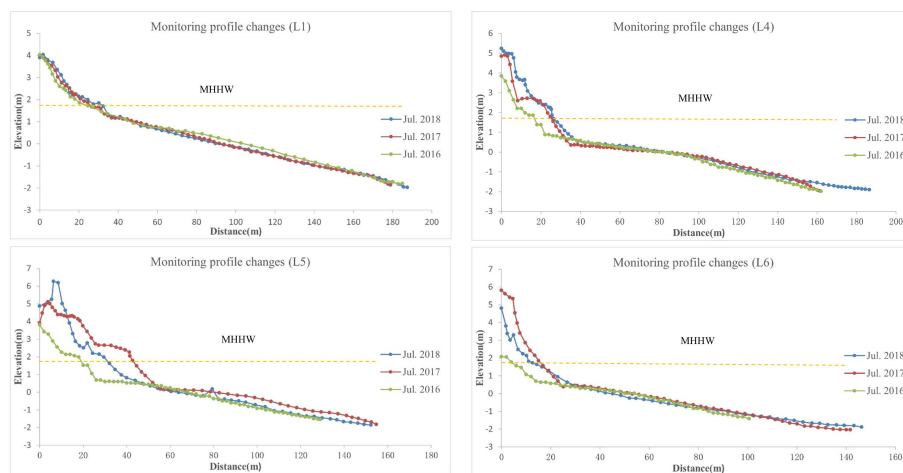 Monitoring profile changes (L1)
5
4
3
2
1
0
-1
-2
-3
Elevation(m)
MHHW
Jul. 2018
Jul. 2017
Jul. 2016
0 20 40 60 80 100 120 140 160 180 200
Distance(m)
Monitoring profile changes (L4)
6
5
4
3
2
1
0
-1
-2
-3
Elevation(m)
MHHW
Jul. 2018
Jul. 2017
Jul. 2016
0 20 40 60 80 100 120 140 160 180 200
Distance(m)
Monitoring profile changes (L5)
7
6
5
4
3
2
1
0
-1
-2
-3
Elevation(m)
MHHW
Jul. 2018
Jul. 2017
Jul. 2016
0 20 40 60 80 100 120 140 160 180
Distance(m)
Monitoring profile changes (L6)
7
6
5
4
3
2
1
0
-1
-2
-3
Elevation(m)
MHHW
Jul. 2018
Jul. 2017
Jul. 2016
0 20 40 60 80 100 120 140 160
Distance(m)